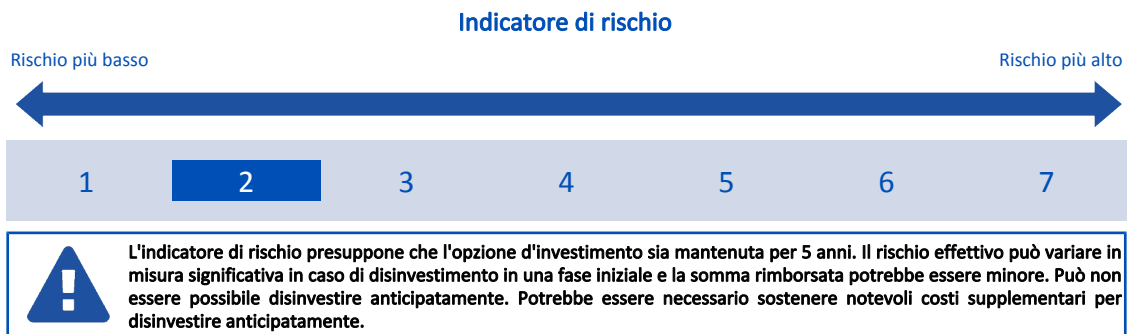 Indicatore di rischio
Rischio più basso Rischio più alto
1 2 3 4 5 6 7
L'indicatore di rischio presuppone che l'opzione d'investimento sia mantenuta per 5 anni. Il rischio effettivo può variare in
misura significativa in caso di disinvestimento in una fase iniziale e la somma rimborsata potrebbe essere minore. Può non
essere possibile disinvestire anticipatamente. Potrebbe essere necessario sostenere notevoli costi supplementari per
disinvestire anticipatamente.